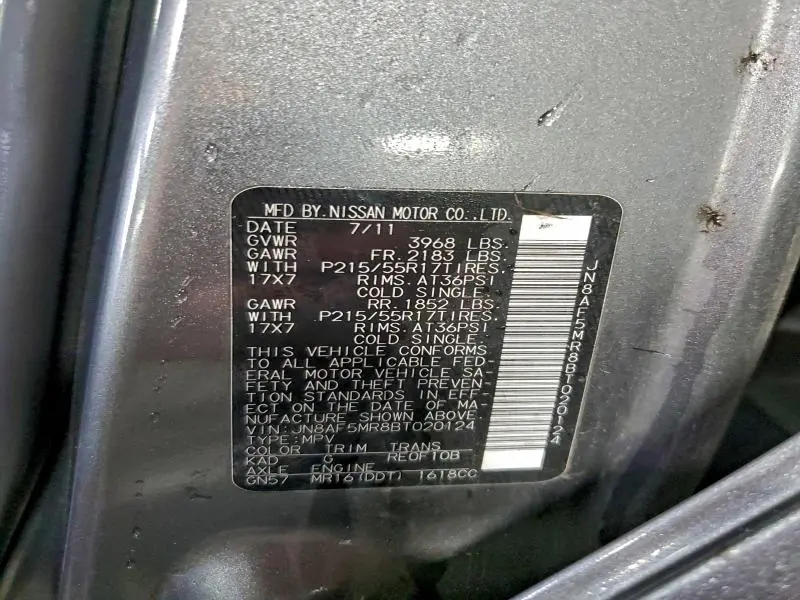 MFD BY.NISSAN MOTOR CO.,LTD.
DATE 7/11
GVWR 3968 LBS.
GAWR FR.2183 LBS.
WITH P215/55R17TIRES.
17X7 RIMS.AT36PSI
COLD SINGLE.
GAWR RR.1852 LBS.
WITH P215/55R17TIRES.
17X7 RIMS.AT36PSI
COLD SINGLE.
THIS VEHICLE CONFORMS
TO ALL APPLICABLE FED-
ERAL MOTOR VEHICLE SA-
FETY AND THEFT PREVEN-
TION STANDARDS IN EFF-
ECT ON THE DATE OF MA-
NUFACTURE SHOWN ABOVE.
VIN:JN8AF5MR8BT020124
TYPE:MPV
COLOR TRIM TRANS
KAD G RE0F10B
AXLE ENGINE
GN57 MR16(DDT) 1618CC
JN8AF5MR8BT020124